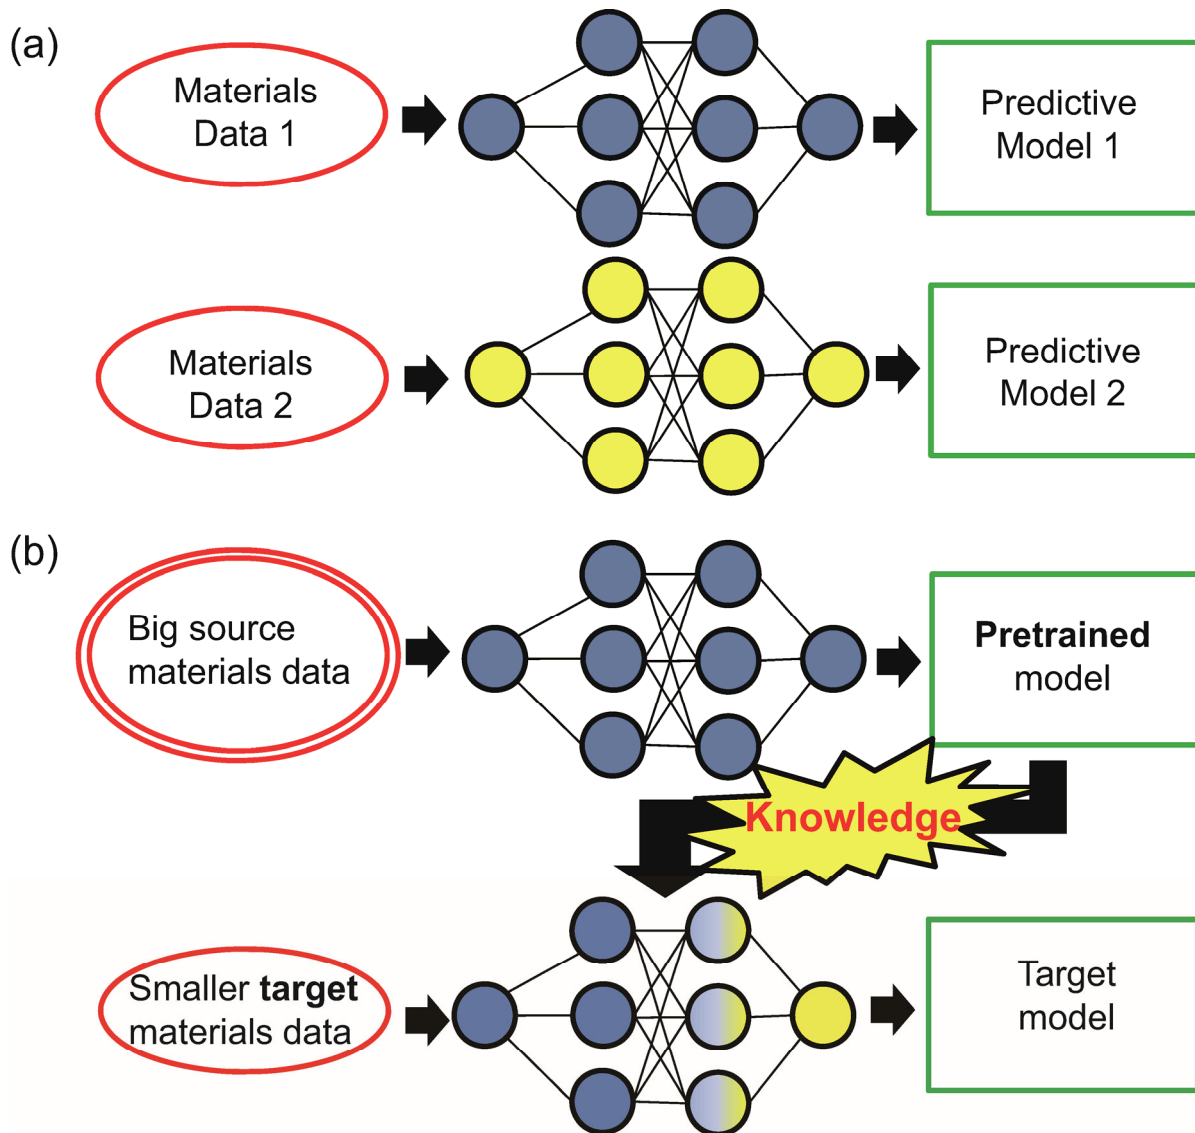 (a)
Materials
Data 1
Predictive
Model 1
Materials
Data 2
Predictive
Model 2
(b)
Big source
materials data
Pretrained
model
Knowledge
Smaller target
materials data
Target
model